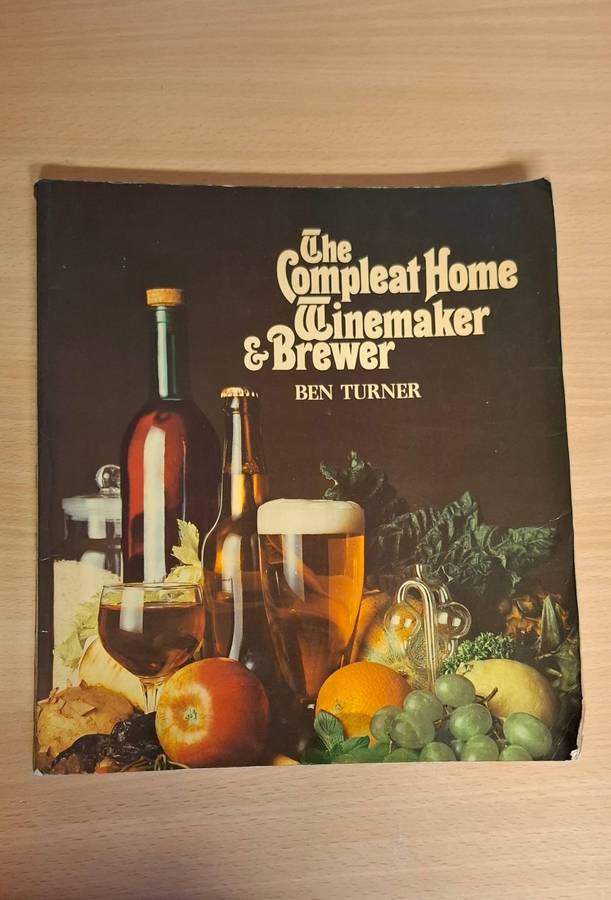 The
Compleat Home
Winemaker
& Brewer
BEN TURNER